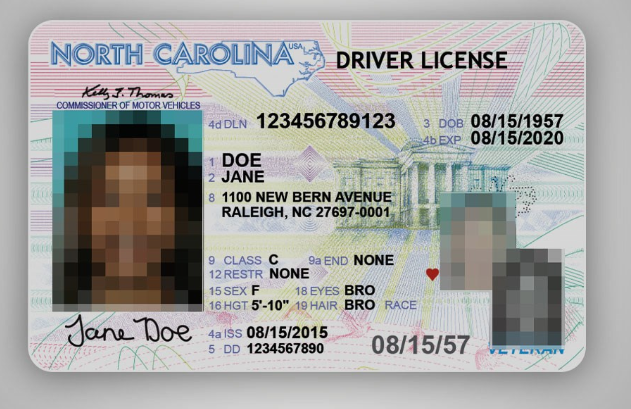 NORTH CAROLINA USA DRIVER LICENSE
Kelly J. Thomas
COMMISSIONER OF MOTOR VEHICLES
4d DLN 123456789123 3 DOB 08/15/1957
4b EXP 08/15/2020
1 DOE
2 JANE
8 1100 NEW BERN AVENUE
RALEIGH, NC 27697-0001
9 CLASS C 9a END NONE
12 RESTR NONE
15 SEX F 18 EYES BRO
16 HGT 5'-10" 19 HAIR BRO RACE
Jane Doe
4a ISS 08/15/2015
5 DD 1234567890
08/15/57
VETERAN